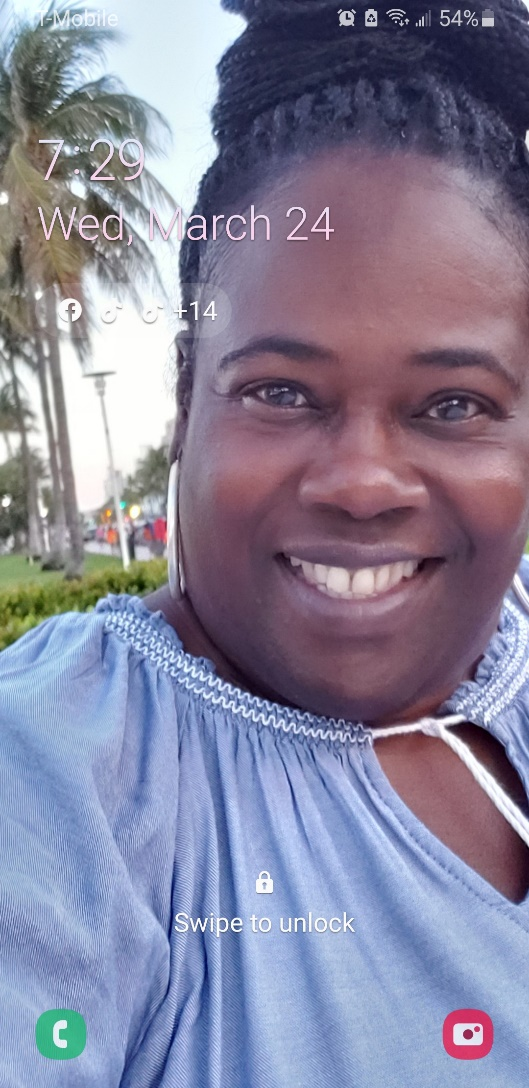 T-Mobile 54%
7:29
Wed, March 24
+14
Swipe to unlock